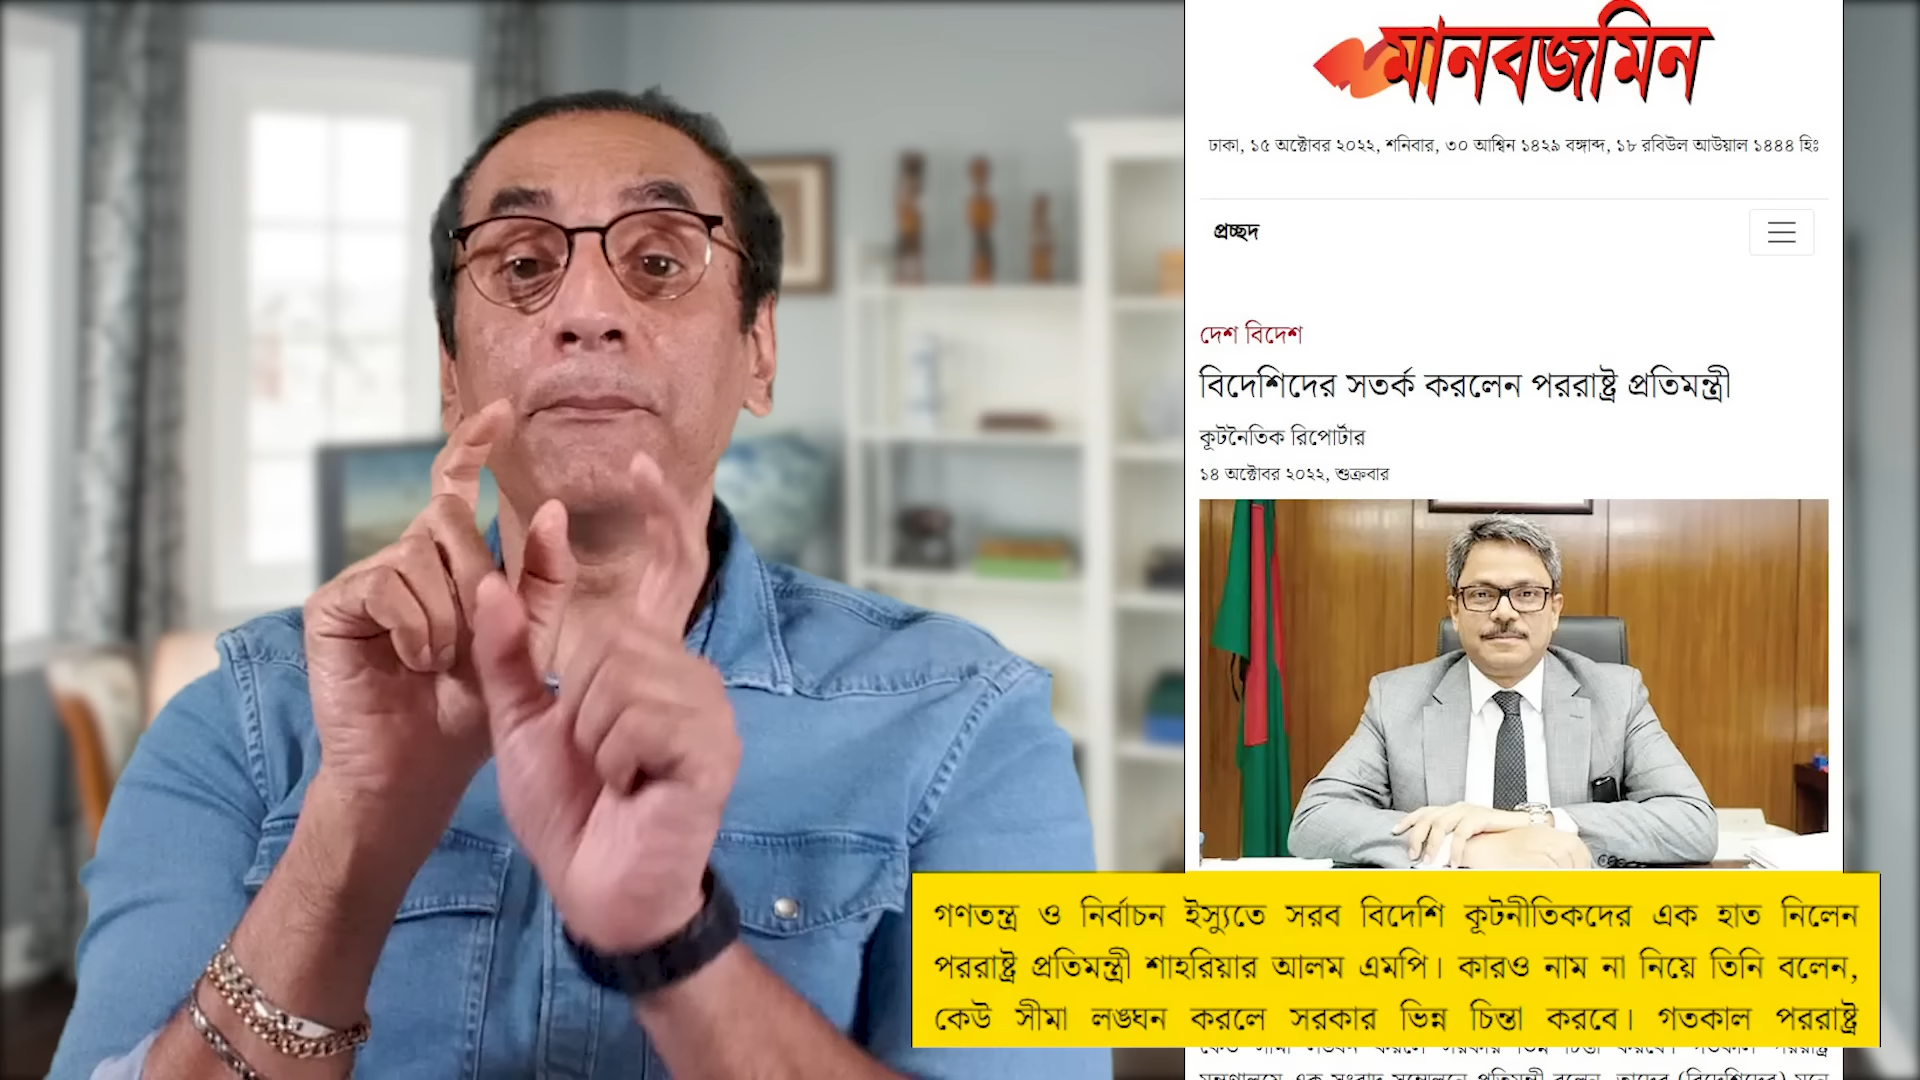 মানবজমিন
ঢাকা, ১৫ অক্টোবর ২০২২, শনিবার, ৩০ আশ্বিন ১৪২৯ বঙ্গাব্দ, ১৮ রবিউল আউয়াল ১৪৪৪ হিঃ
প্রচ্ছদ
দেশ বিদেশ
বিদেশিদের সতর্ক করলেন পররাষ্ট্র প্রতিমন্ত্রী
কূটনৈতিক রিপোর্টার
১৪ অক্টোবর ২০২২, শুক্রবার
গণতন্ত্র ও নির্বাচন ইস্যুতে সরব বিদেশি কূটনীতিকদের এক হাত নিলেন
পররাষ্ট্র প্রতিমন্ত্রী শাহরিয়ার আলম এমপি। কারও নাম না নিয়ে তিনি বলেন,
কেউ সীমা লঙ্ঘন করলে সরকার ভিন্ন চিন্তা করবে। গতকাল পররাষ্ট্র